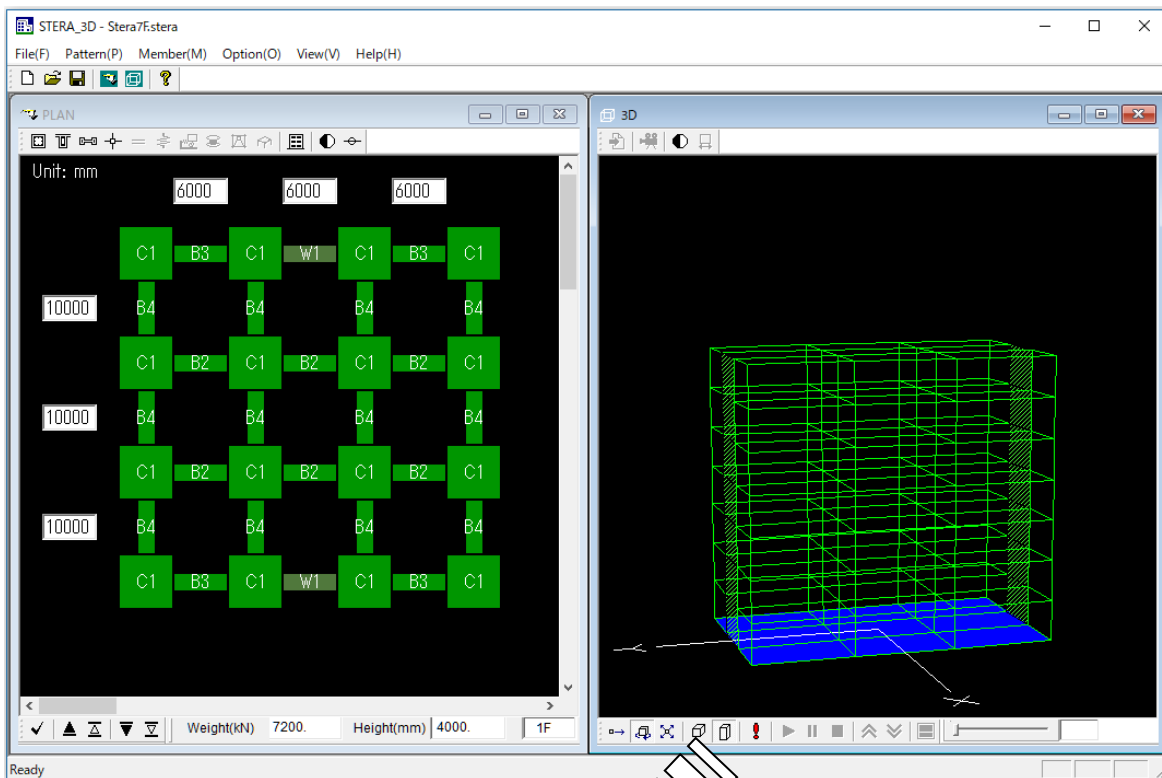 STERA_3D - Stera7F.stera
File(F) Pattern(P) Member(M) Option(O) View(V) Help(H)
PLAN
Unit: mm
6000 6000 6000
C1 B3 C1 W1 C1 B3 C1
10000 B4 B4 B4 B4
C1 B2 C1 B2 C1 B2 C1
10000 B4 B4 B4 B4
C1 B2 C1 B2 C1 B2 C1
10000 B4 B4 B4 B4
C1 B3 C1 W1 C1 B3 C1
Weight(kN) 7200. Height(mm) 4000. 1F
3D
Y
X
Ready